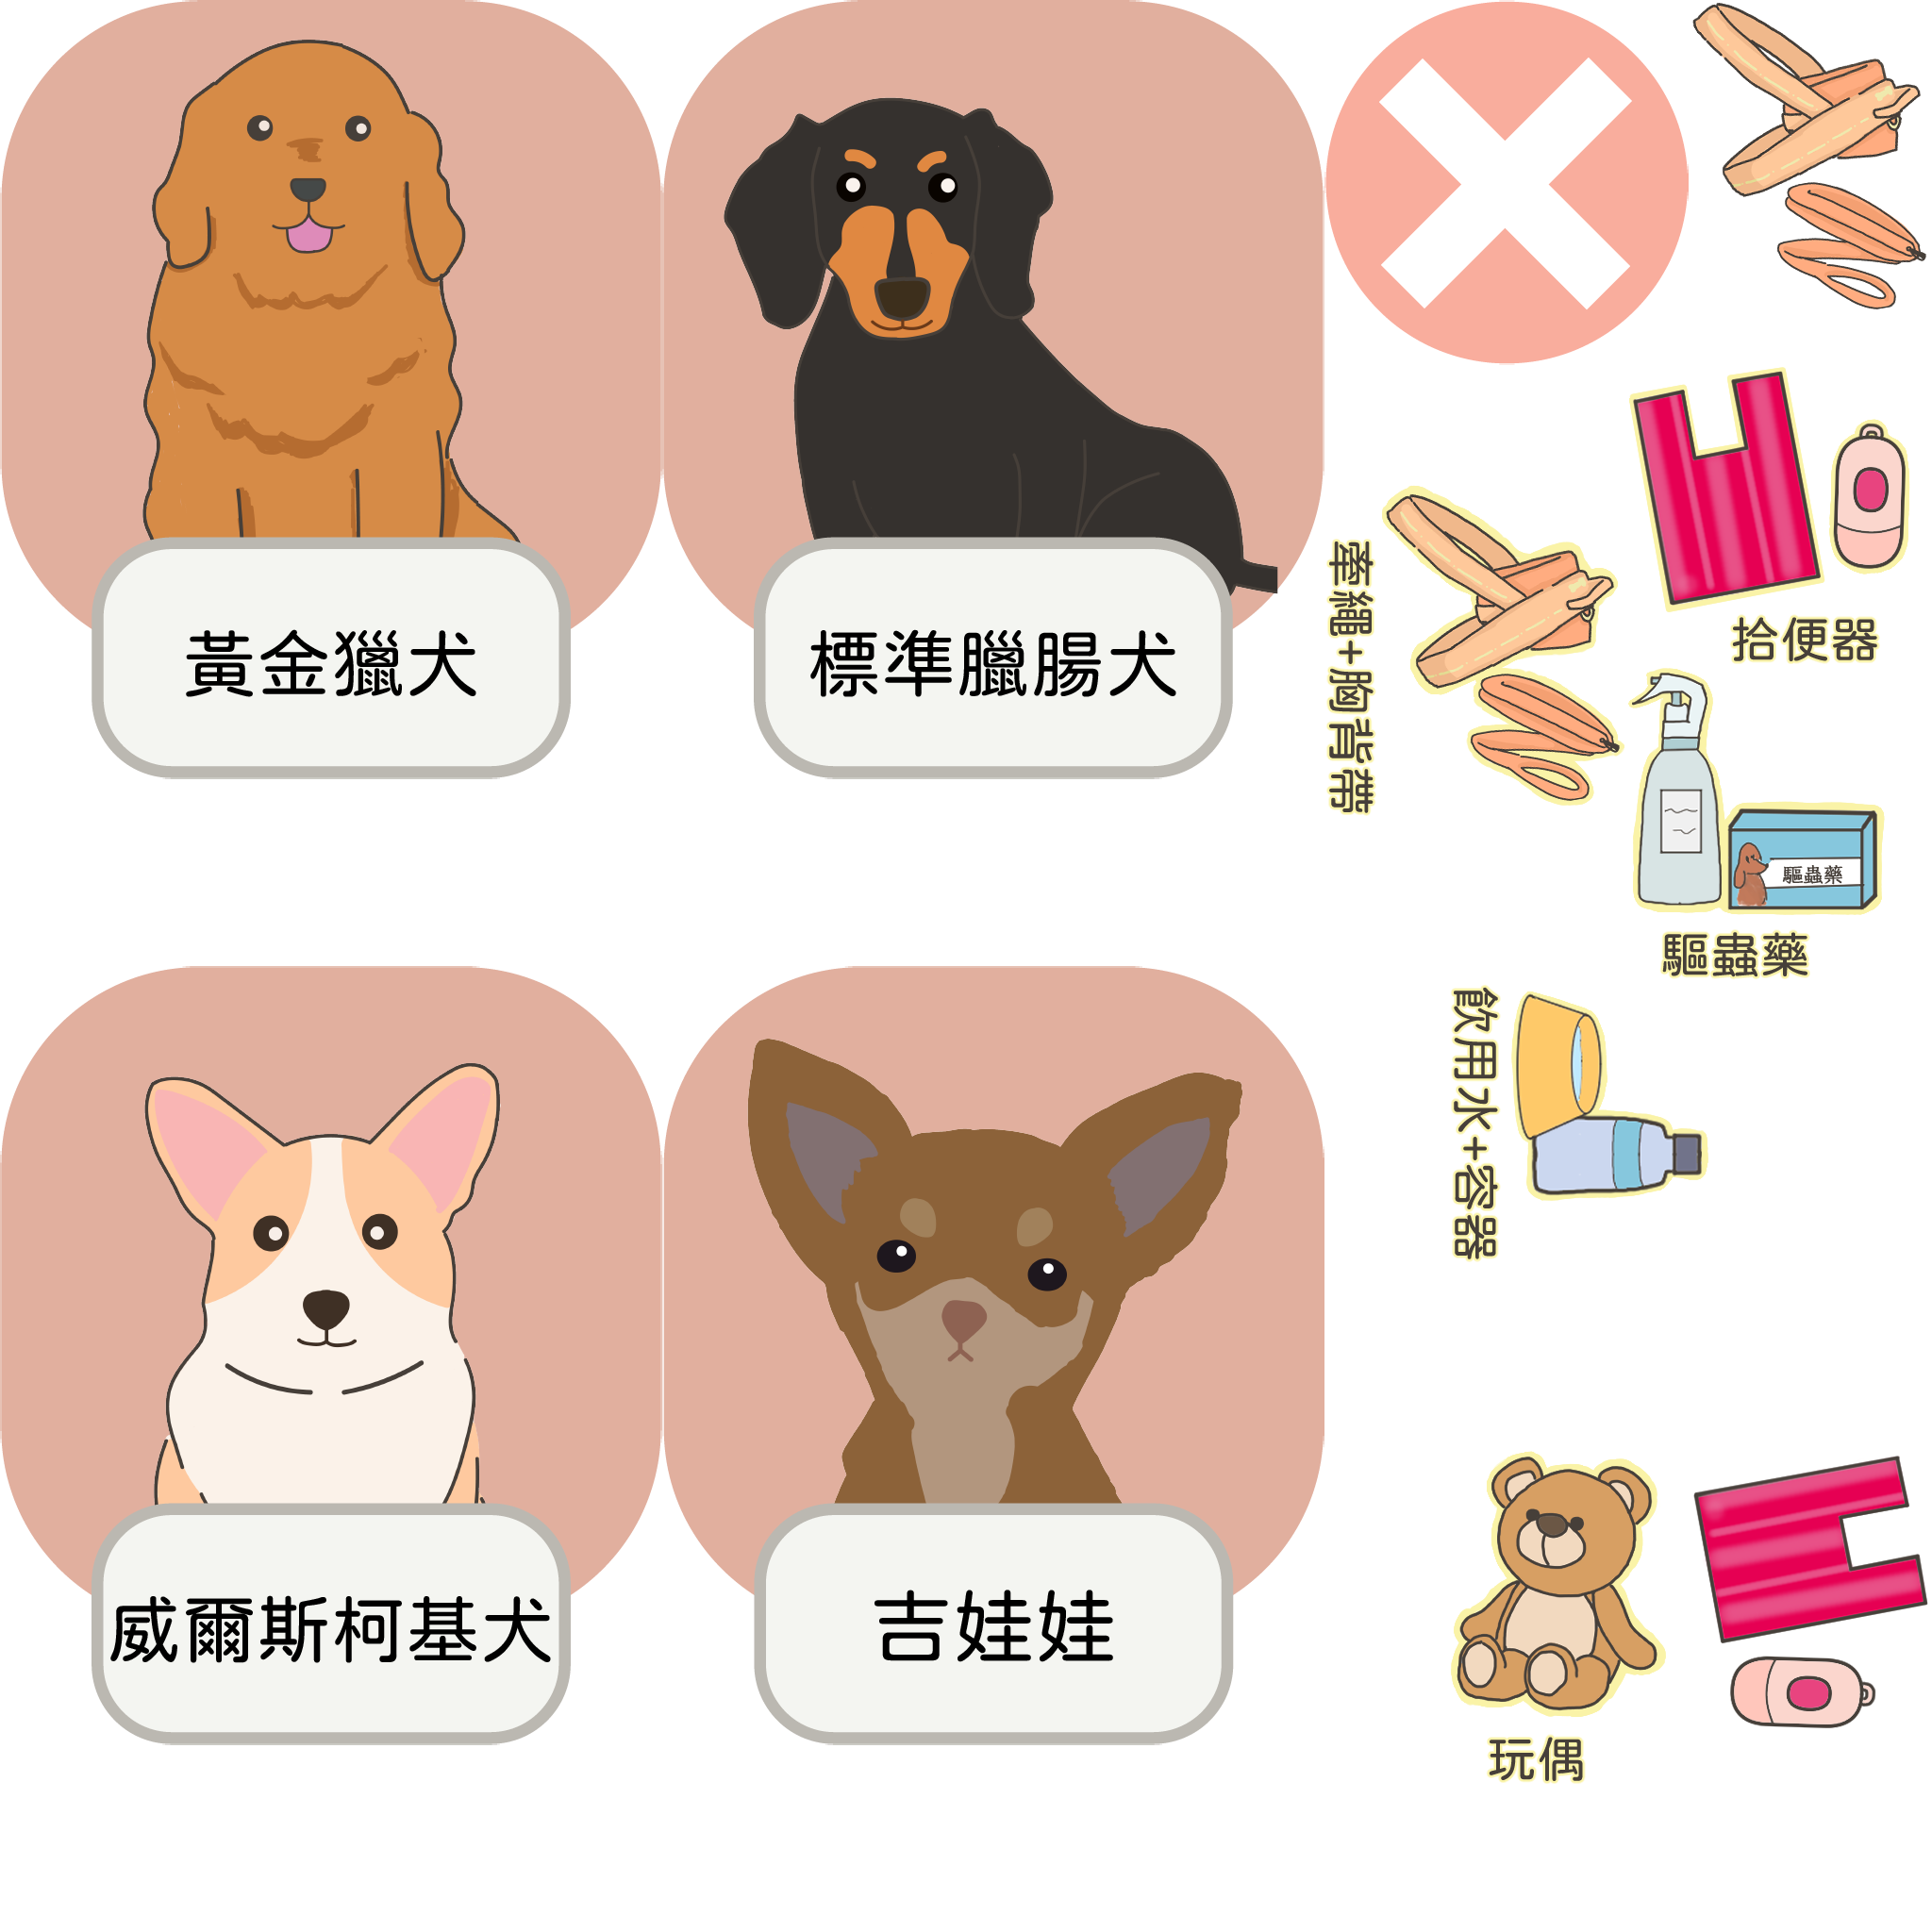 黃金獵犬
標準臘腸犬
牽繩+胸背帶
拾便器
驅蟲藥
驅蟲藥
飲用水+容器
威爾斯柯基犬
吉娃娃
玩偶